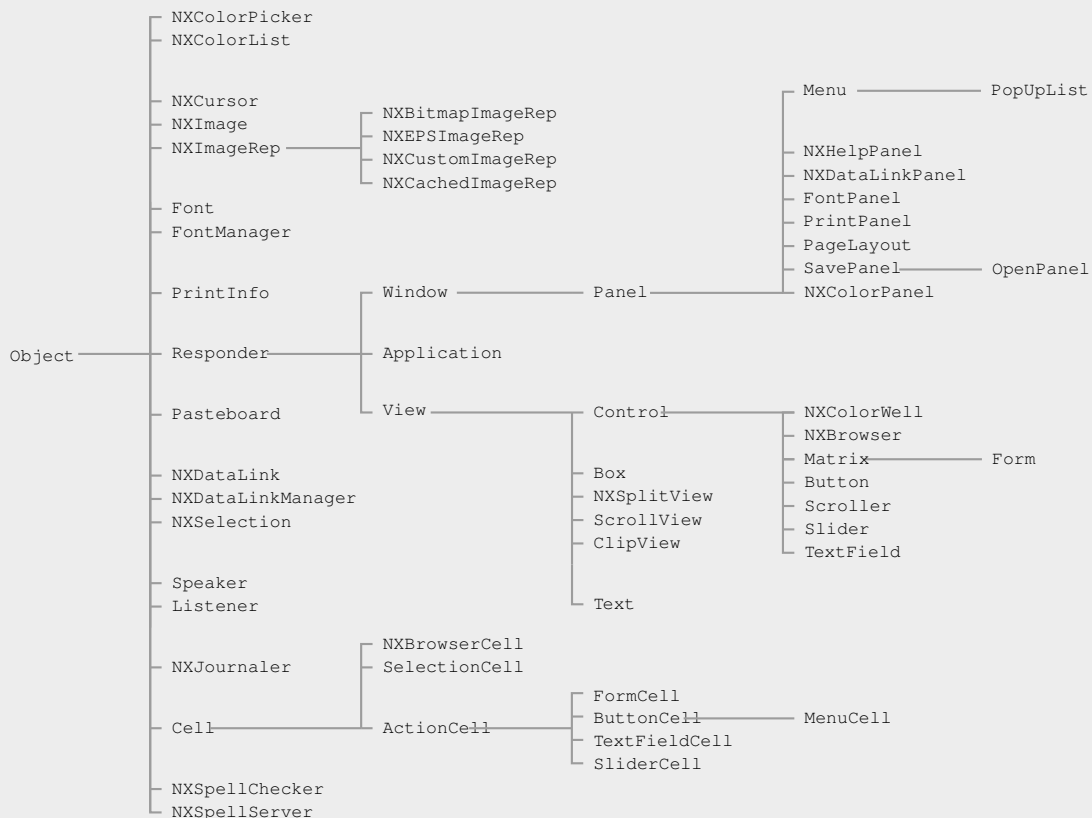 NXColorPicker
NXColorList
NXCursor
NXImage
NXImageRep
NXBitmapImageRep
NXEPSImageRep
NXCustomImageRep
NXCachedImageRep
Menu
PopUpList
NXHelpPanel
NXDataLinkPanel
FontPanel
PrintPanel
PageLayout
SavePanel
OpenPanel
NXColorPanel
Font
FontManager
PrintInfo
Window
Panel
Object
Responder
Application
View
Control
NXColorWell
NXBrowser
Matrix
Form
Button
Scroller
Slider
TextField
Pasteboard
Box
NXSplitView
ScrollView
ClipView
Text
NXDataLink
NXDataLinkManager
NXSelection
Speaker
Listener
NXJournaler
NXBrowserCell
SelectionCell
Cell
ActionCell
FormCell
ButtonCell
MenuCell
TextFieldCell
SliderCell
NXSpellChecker
NXSpellServer